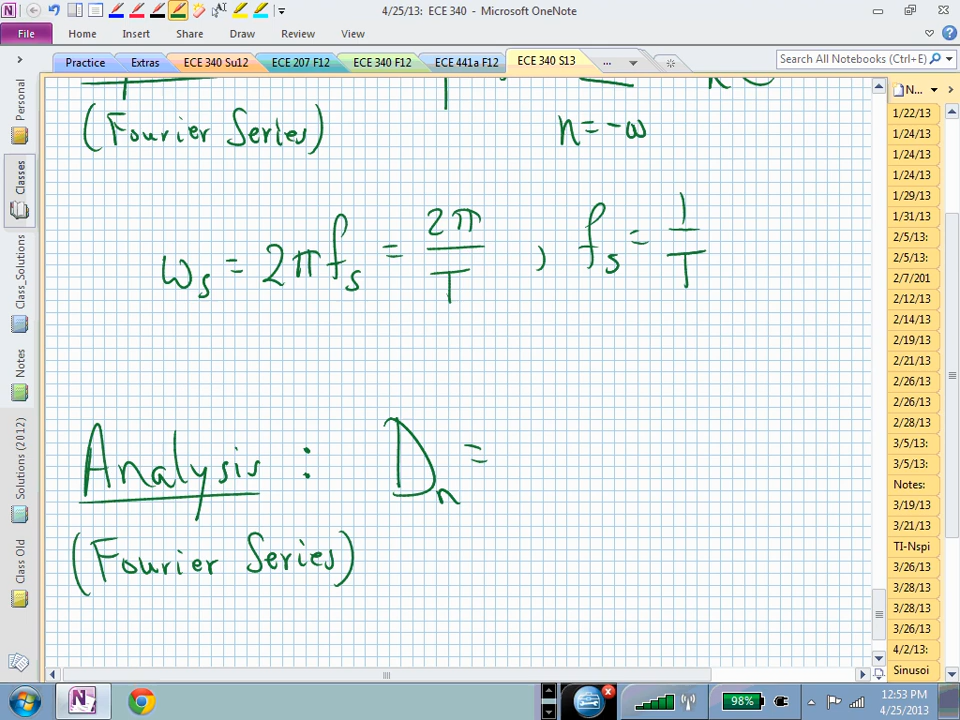 4/25/13: ECE 340 - Microsoft OneNote
File Home Insert Share Draw Review View
Practice Extras ECE 340 Su12 ECE 207 F12 ECE 340 F12 ECE 441a F12 ECE 340 S13 ...
Search All Notebooks (Ctrl+E)
Personal
Classes
Class_Solutions
Notes
Solutions (2012)
Class Old
(Fourier Series)
n = -∞
ω_s = 2πf_s = 2π/T , f_s = 1/T
Analysis : D_n =
(Fourier Series)
N...
1/22/13
1/24/13
1/24/13
1/24/13
1/29/13
1/31/13
2/5/13:
2/5/13:
2/7/201
2/12/13
2/14/13
2/19/13
2/21/13
2/26/13
2/26/13
2/28/13
3/5/13:
3/5/13:
Notes:
3/19/13
3/21/13
TI-Nspi
3/26/13
3/28/13
3/28/13
3/26/13
4/2/13:
Sinusoi
98%
12:53 PM
4/25/2013